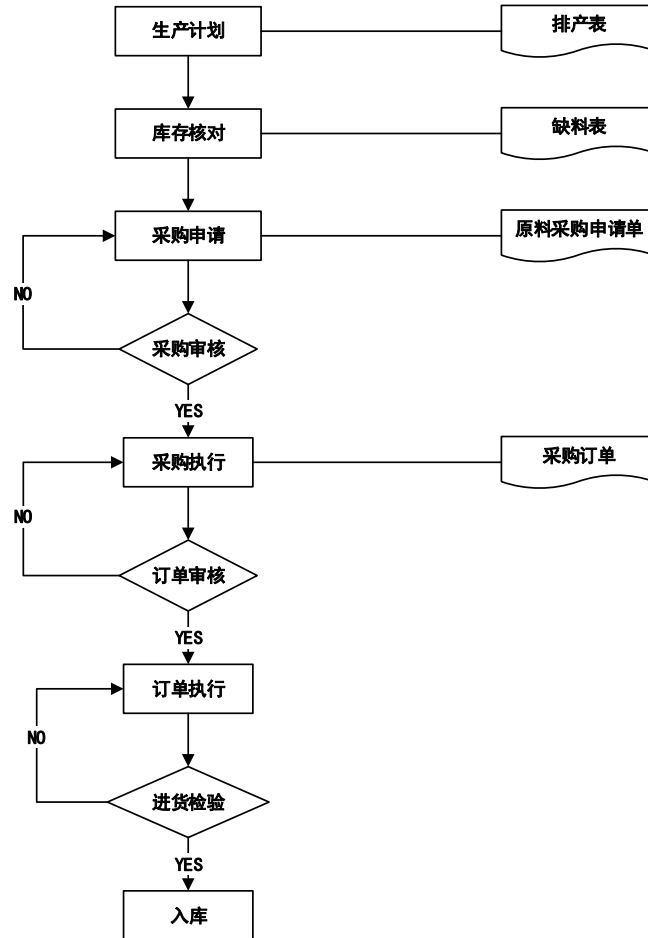 生产计划
排产表
库存核对
缺料表
采购申请
原料采购申请单
NO
采购审核
YES
采购执行
采购订单
NO
订单审核
YES
订单执行
NO
进货检验
YES
入库